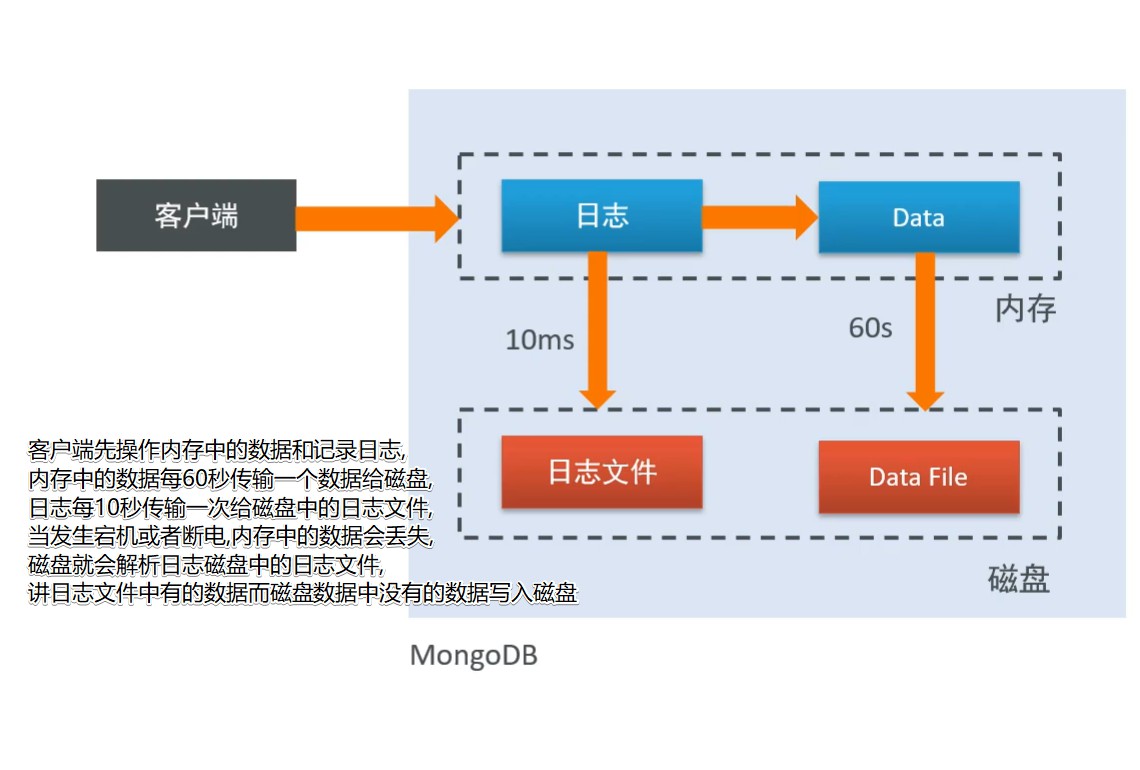 客户端
日志
Data
内存
10ms
60s
日志文件
Data File
磁盘
客户端先操作内存中的数据和记录日志,
内存中的数据每60秒传输一个数据给磁盘,
日志每10秒传输一次给磁盘中的日志文件,
当发生宕机或者断电,内存中的数据会丢失,
磁盘就会解析日志磁盘中的日志文件,
讲日志文件中有的数据而磁盘数据中没有的数据写入磁盘
MongoDB